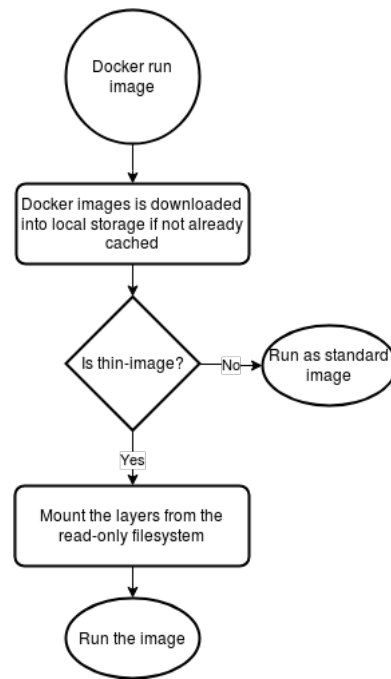 Docker run
image
Docker images is downloaded
into local storage if not already
cached
Is thin-image?
No
Run as standard
image
Yes
Mount the layers from the
read-only filesystem
Run the image